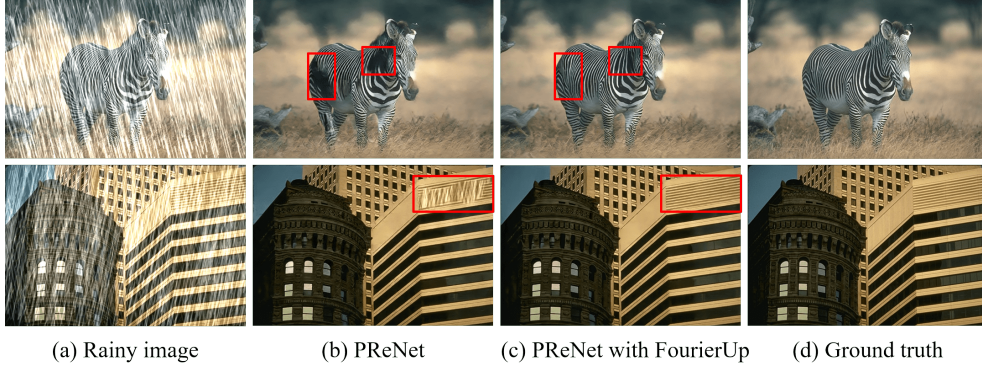 (a) Rainy image
(b) PReNet
(c) PReNet with FourierUp
(d) Ground truth